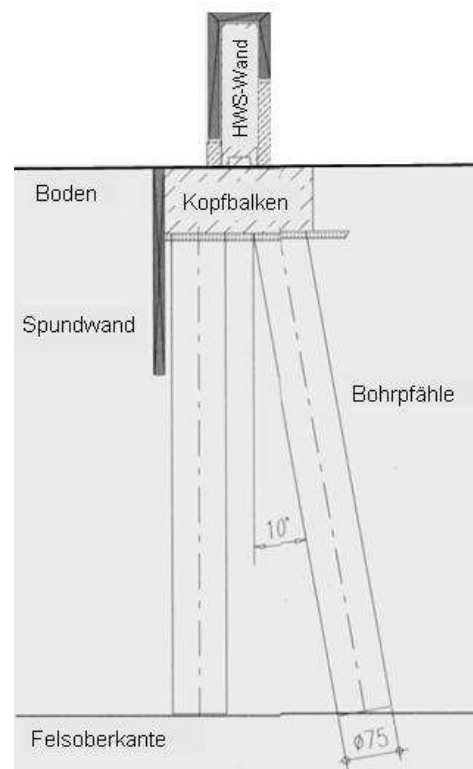 HWS-Wand
Boden
Kopfbalken
Spundwand
Bohrpfähle
10°
Felsoberkante
ø75